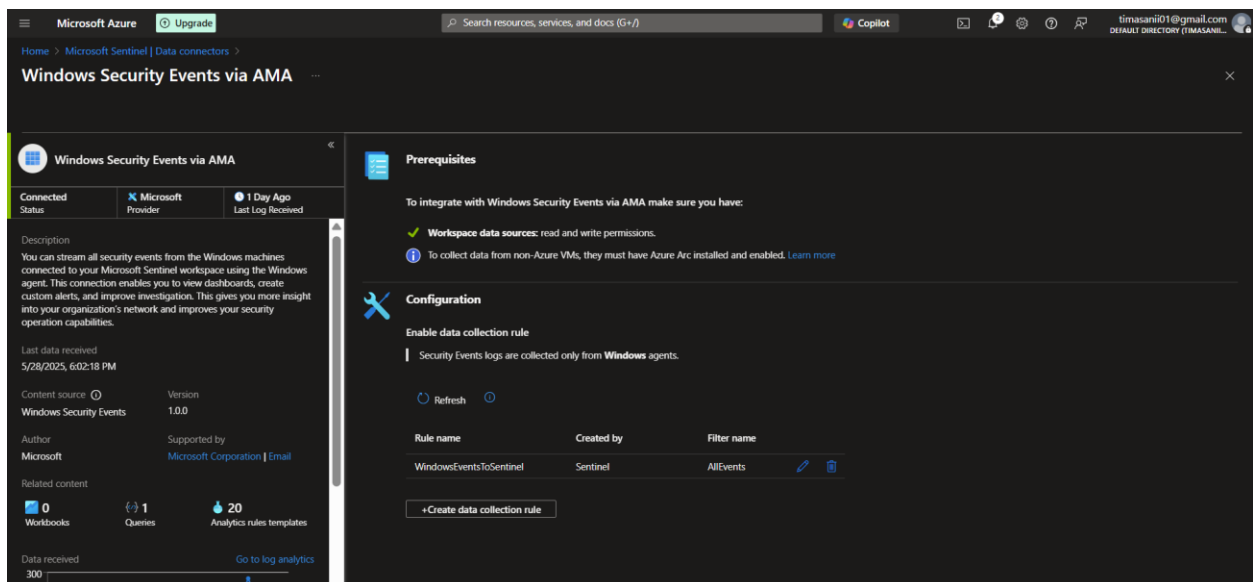 Microsoft Azure
Upgrade
Search resources, services, and docs (G+/)
Copilot
2
timasanii01@gmail.com
DEFAULT DIRECTORY (TIMASANII...
Home > Microsoft Sentinel | Data connectors >
Windows Security Events via AMA ...
Windows Security Events via AMA
«
Connected
Status
Microsoft
Provider
1 Day Ago
Last Log Received
Description
You can stream all security events from the Windows machines
connected to your Microsoft Sentinel workspace using the Windows
agent. This connection enables you to view dashboards, create
custom alerts, and improve investigation. This gives you more insight
into your organization's network and improves your security
operation capabilities.
Last data received
5/28/2025, 6:02:18 PM
Content source
Version
Windows Security Events
1.0.0
Author
Supported by
Microsoft
Microsoft Corporation | Email
Related content
0
Workbooks
1
Queries
20
Analytics rules templates
Data received
Go to log analytics
300
Prerequisites
To integrate with Windows Security Events via AMA make sure you have:
Workspace data sources: read and write permissions.
To collect data from non-Azure VMs, they must have Azure Arc installed and enabled. Learn more
Configuration
Enable data collection rule
Security Events logs are collected only from Windows agents.
Refresh
Rule name Created by Filter name
WindowsEventsToSentinel Sentinel AllEvents
+Create data collection rule